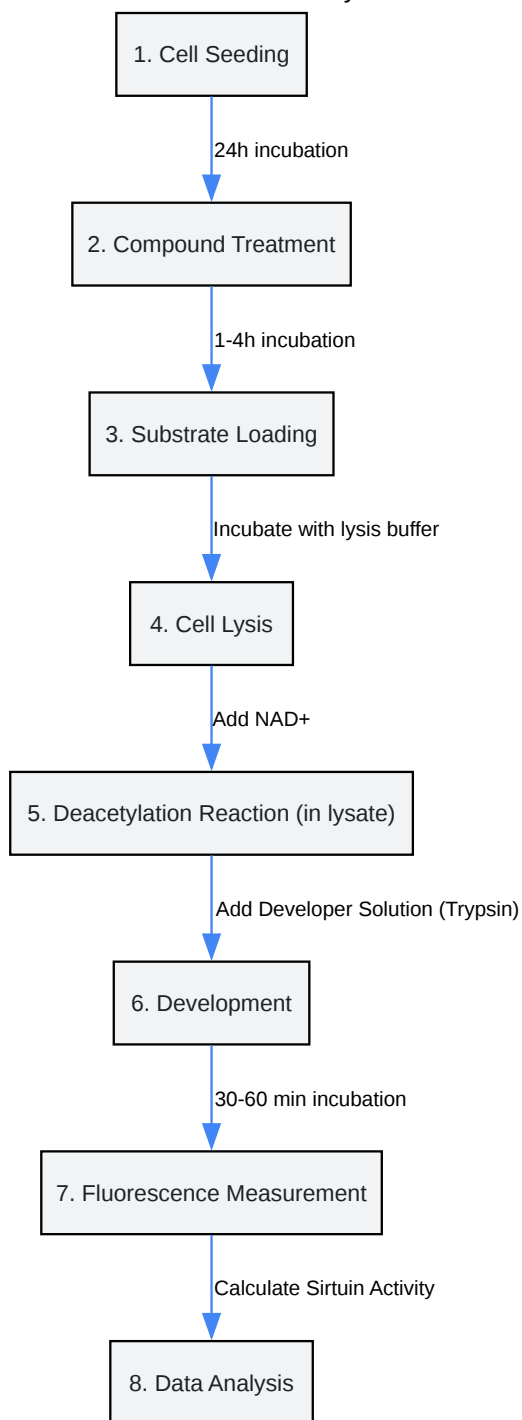 1. Cell Seeding
24h incubation
2. Compound Treatment
1-4h incubation
3. Substrate Loading
Incubate with lysis buffer
4. Cell Lysis
Add NAD+
5. Deacetylation Reaction (in lysate)
Add Developer Solution (Trypsin)
6. Development
30-60 min incubation
7. Fluorescence Measurement
Calculate Sirtuin Activity
8. Data Analysis